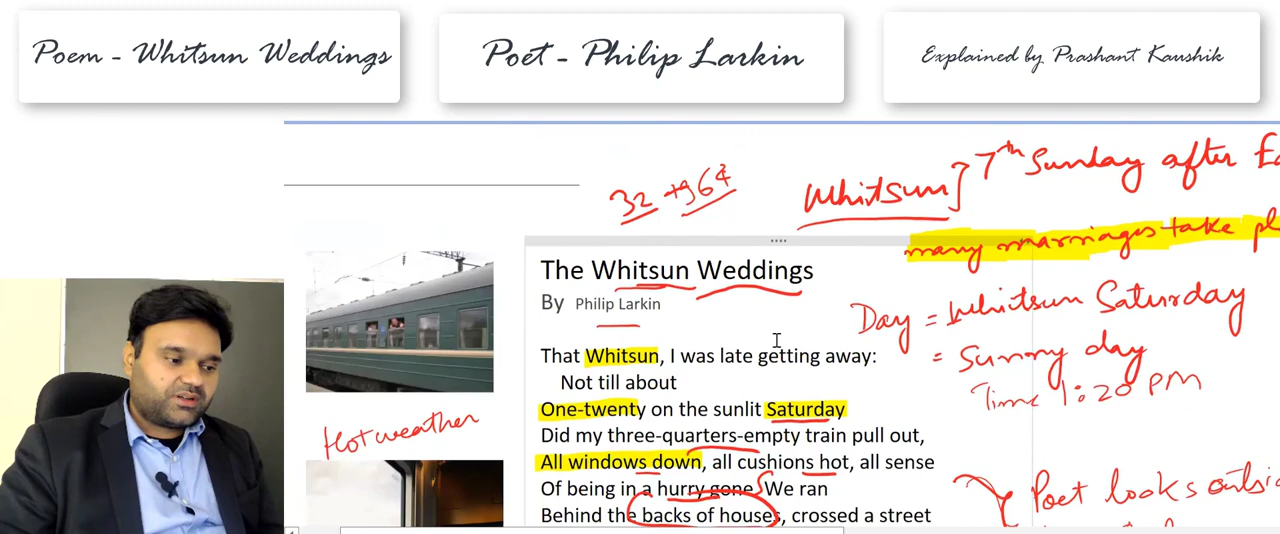 Poem - Whitsun Weddings
Poet - Philip Larkin
Explained by Prashant Kaushik
32 +
Whitsun] 7th Sunday after
many marriages take
The Whitsun Weddings
By Philip Larkin
Day = Whitsun Saturday
= Sunny day
Time 1:20 PM
That Whitsun, I was late getting away:
Not till about
One-twenty on the sunlit Saturday
Did my three-quarters-empty train pull out,
All windows down, all cushions hot, all sense
Of being in a hurry gone. We ran
Behind the backs of houses, crossed a street
Hot weather
Poet looks outsi